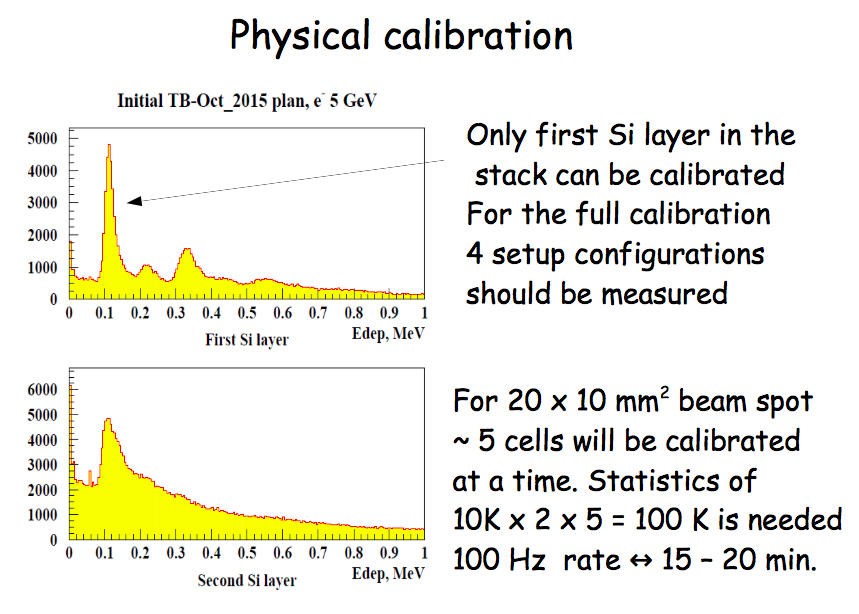 Physical calibration
Initial TB-Oct_2015 plan, e- 5 GeV
5000
4000
3000
2000
1000
0
0 0.1 0.2 0.3 0.4 0.5 0.6 0.7 0.8 0.9 1
First Si layer
Edep, MeV
Only first Si layer in the
stack can be calibrated
For the full calibration
4 setup configurations
should be measured
6000
5000
4000
3000
2000
1000
0
0 0.1 0.2 0.3 0.4 0.5 0.6 0.7 0.8 0.9 1
Second Si layer
Edep, MeV
For 20 x 10 mm² beam spot
~ 5 cells will be calibrated
at a time. Statistics of
10K x 2 x 5 = 100 K is needed
100 Hz rate ↔ 15 – 20 min.